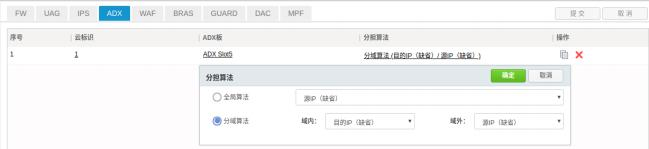 FW UAG IPS ADX WAF BRAS GUARD DAC MPF 提 交 取 消
序号 云标识 ADX板 分担算法 操作
1 1 ADX Slot5 分域算法 (目的IP（缺省）/ 源IP（缺省）)
分担算法 确定 取消
全局算法 源IP（缺省）
分域算法 域内: 目的IP（缺省） 域外: 源IP（缺省）